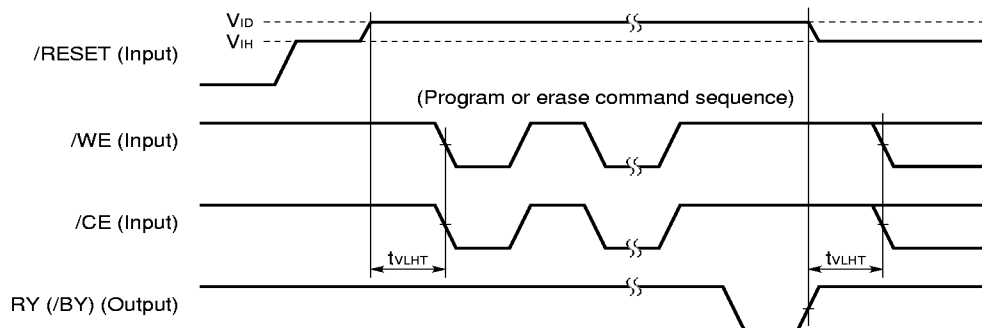 VID
VIH
/RESET (Input)
(Program or erase command sequence)
/WE (Input)
/CE (Input)
tVLHT
tVLHT
RY (/BY) (Output)